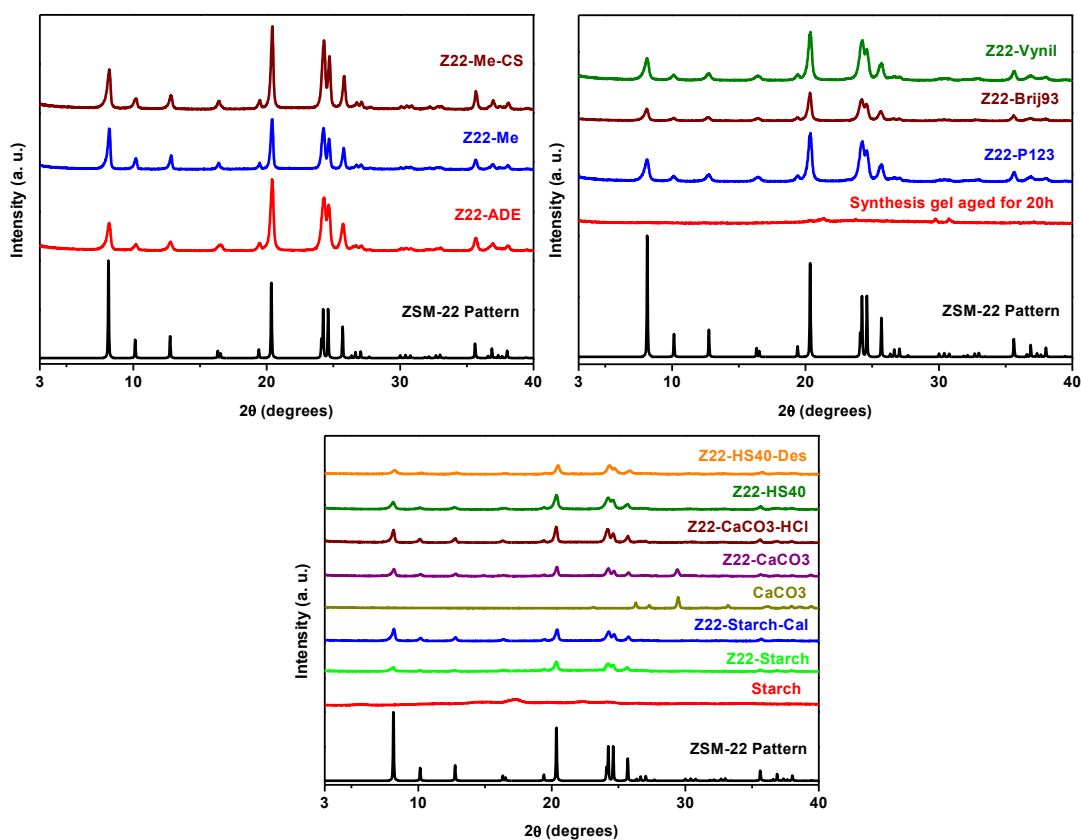 Z22-Me-CS
Z22-Me
Z22-ADE
ZSM-22 Pattern
Intensity (a. u.)
3 10 20 30 40
2θ (degrees)
Z22-Vynil
Z22-Brij93
Z22-P123
Synthesis gel aged for 20h
ZSM-22 Pattern
Intensity (a. u.)
3 10 20 30 40
2θ (degrees)
Z22-HS40-Des
Z22-HS40
Z22-CaCO3-HCl
Z22-CaCO3
CaCO3
Z22-Starch-Cal
Z22-Starch
Starch
ZSM-22 Pattern
Intensity (a. u.)
3 10 20 30 40
2θ (degrees)